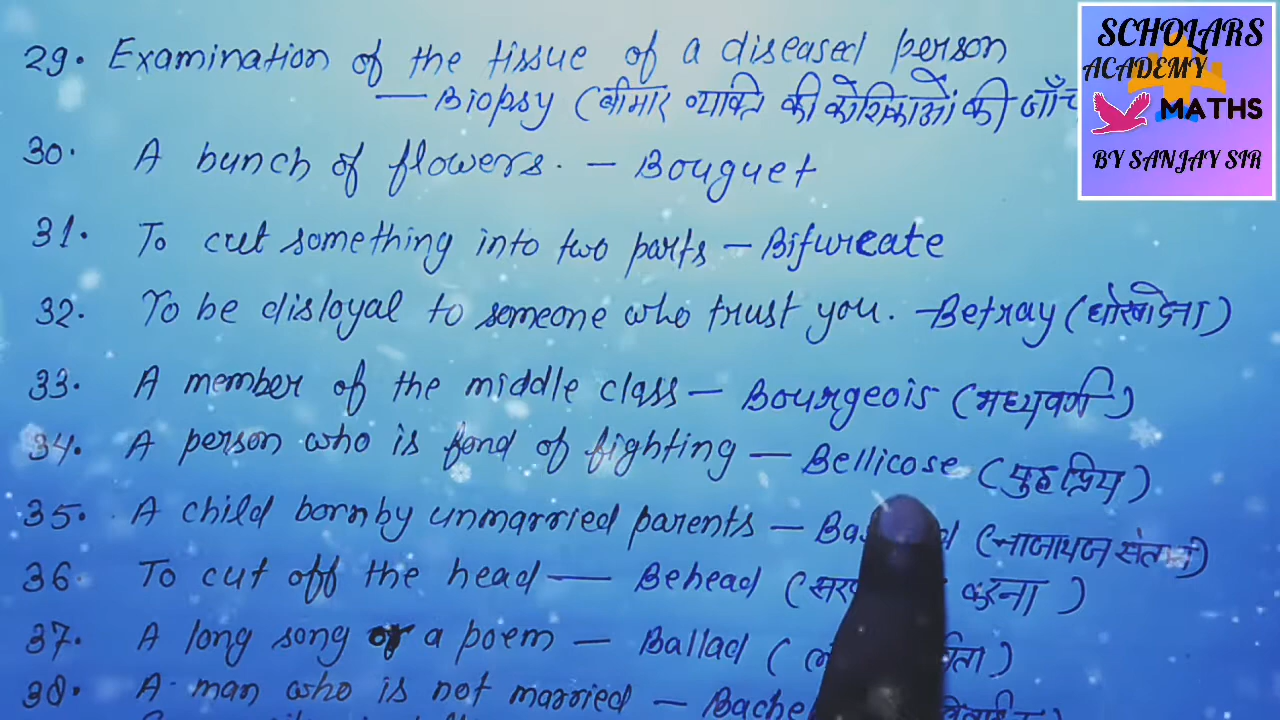 SCHOLARS
ACADEMY
MATHS
BY SANJAY SIR
29. Examination of the tissue of a diseased person
— Biopsy (बीमार व्यक्ति की कोशिकाओं की जाँच
30. A bunch of flowers. — Bouquet
31. To cut something into two parts — Bifurcate
32. To be disloyal to someone who trust you. — Betray (धोखा देना)
33. A member of the middle class — Bourgeois (मध्यवर्ग)
34. A person who is fond of fighting — Bellicose (युद्ध प्रिय)
35. A child born by unmarried parents — (नाजायज संतान)
36 To cut off the head — Behead ( करना )
37. A long song or a poem — Ballad (
38. A man who is not married — Bache